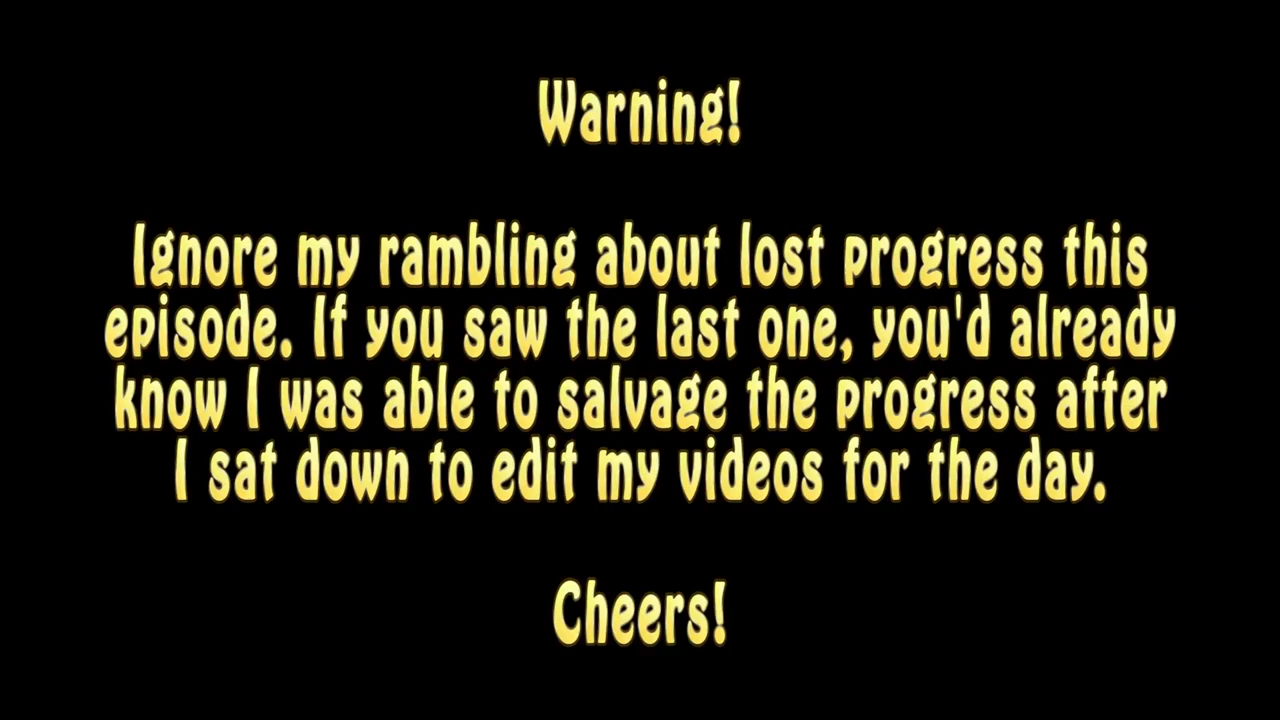 Warning!
Ignore my rambling about lost progress this
episode. If you saw the last one, you'd already
know I was able to salvage the progress after
I sat down to edit my videos for the day.
Cheers!